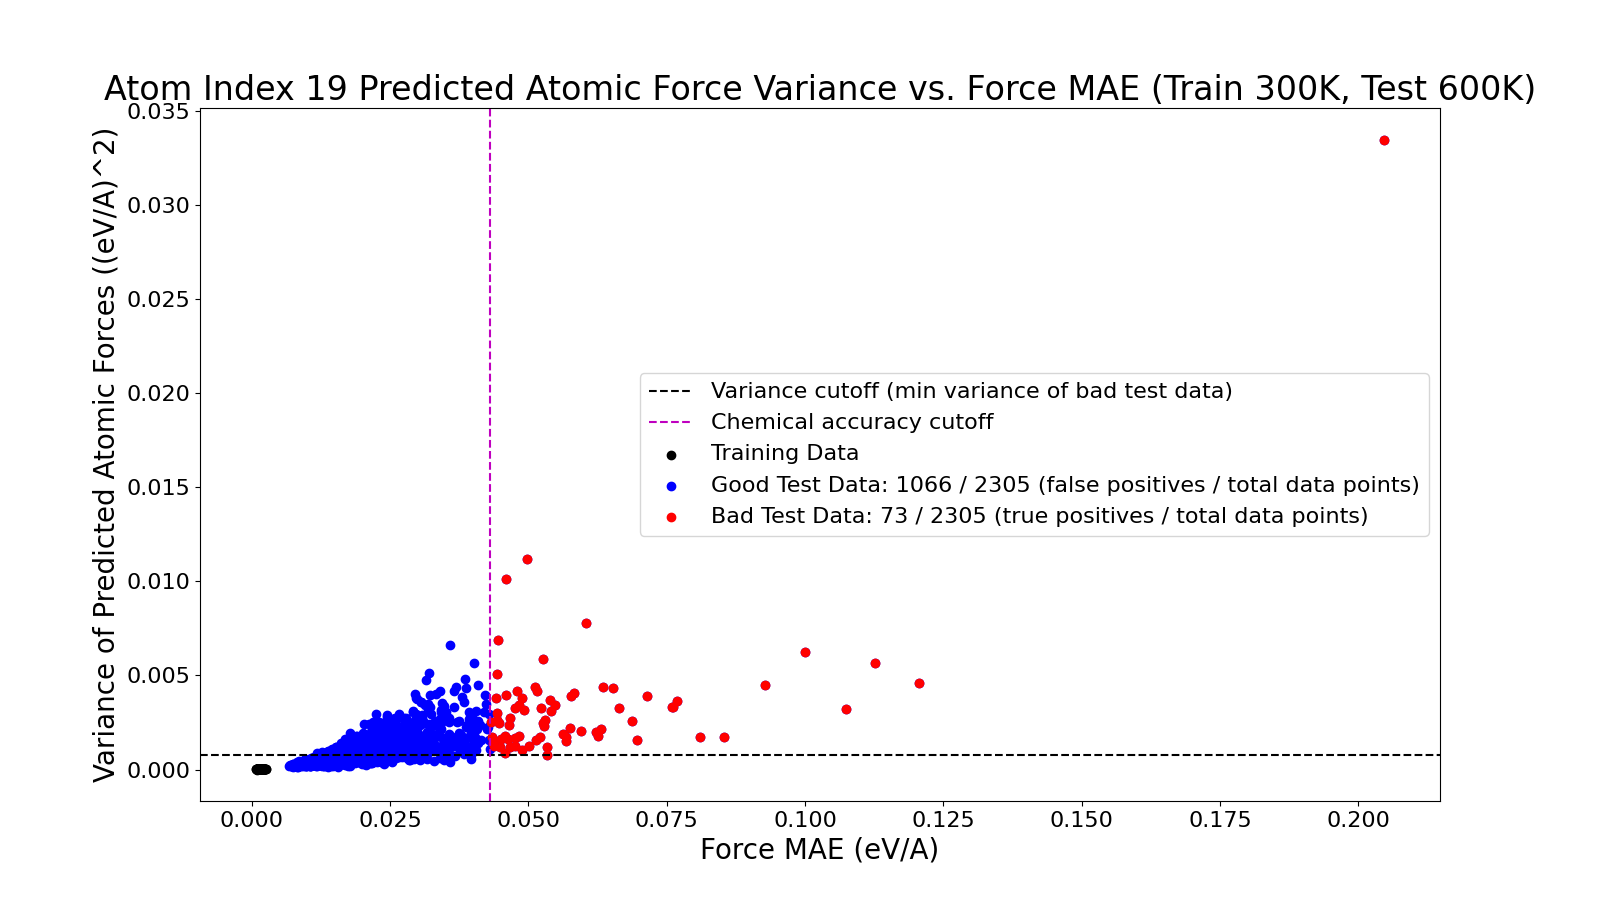 Atom Index 19 Predicted Atomic Force Variance vs. Force MAE (Train 300K, Test 600K)
Variance of Predicted Atomic Forces ((eV/A)^2)
0.035
0.030
0.025
0.020
0.015
0.010
0.005
0.000
Variance cutoff (min variance of bad test data)
Chemical accuracy cutoff
Training Data
Good Test Data: 1066 / 2305 (false positives / total data points)
Bad Test Data: 73 / 2305 (true positives / total data points)
0.000 0.025 0.050 0.075 0.100 0.125 0.150 0.175 0.200
Force MAE (eV/A)